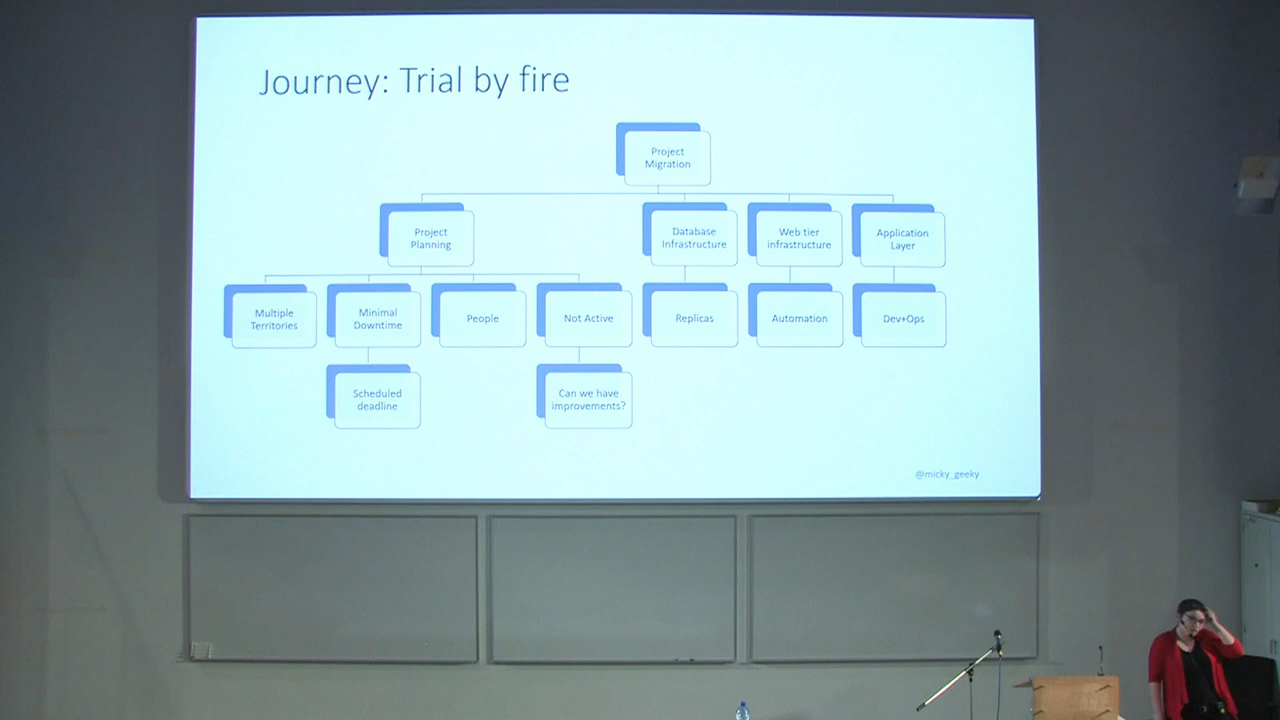 Journey: Trial by fire
Project
Migration
Project
Planning
Database
Infrastructure
Web tier
infrastructure
Application
Layer
Multiple
Territories
Minimal
Downtime
People
Not Active
Replicas
Automation
Dev+Ops
Scheduled
deadline
Can we have
improvements?
@micky_geeky